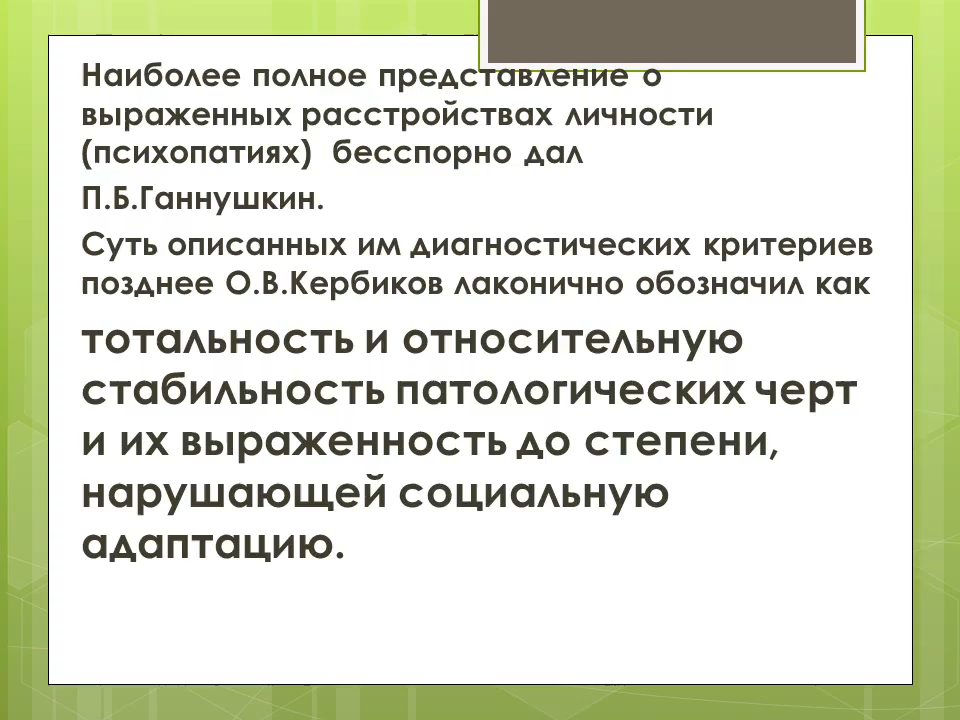 Наиболее полное представление о
выраженных расстройствах личности
(психопатиях)  бесспорно дал
П.Б.Ганнушкин.
Суть описанных им диагностических критериев
позднее О.В.Кербиков лаконично обозначил как
тотальность и относительную
стабильность патологических черт
и их выраженность до степени,
нарушающей социальную
адаптацию.